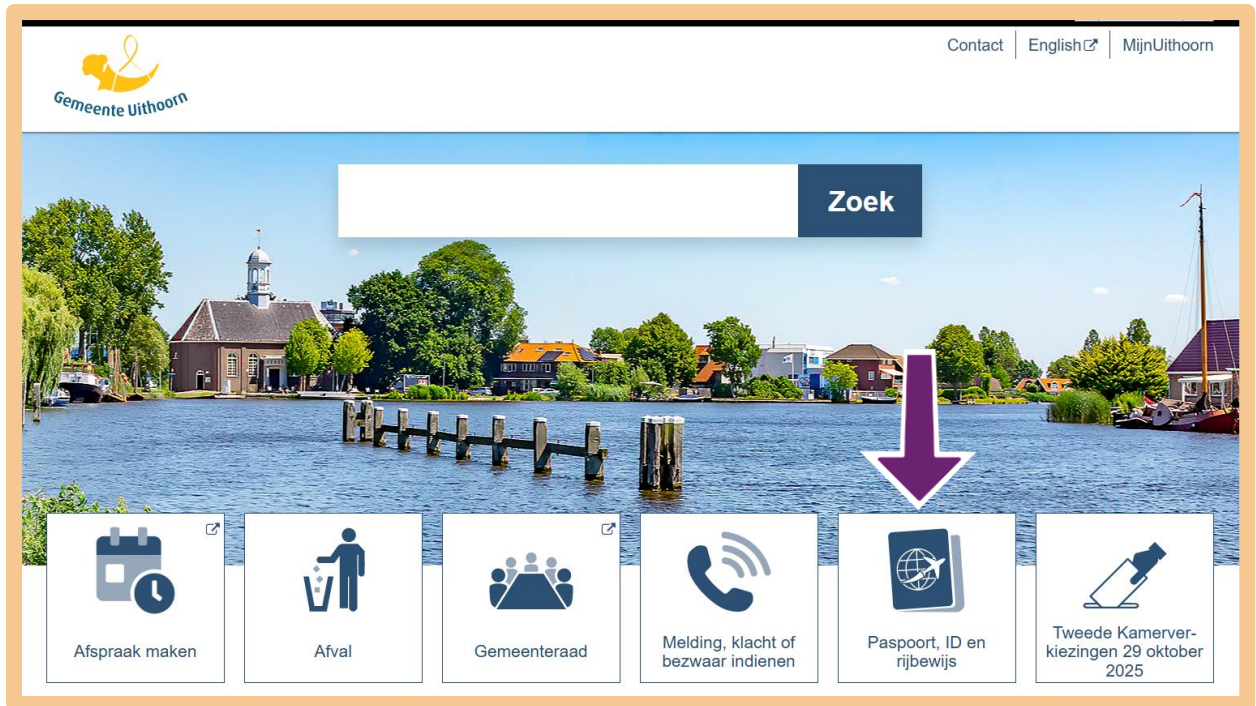 Contact
English
MijnUithoorn
Gemeente Uithoorn
Zoek
Afspraak maken
Afval
Gemeenteraad
Melding, klacht of
bezwaar indienen
Paspoort, ID en
rijbewijs
Tweede Kamerver-
kiezingen 29 oktober
2025